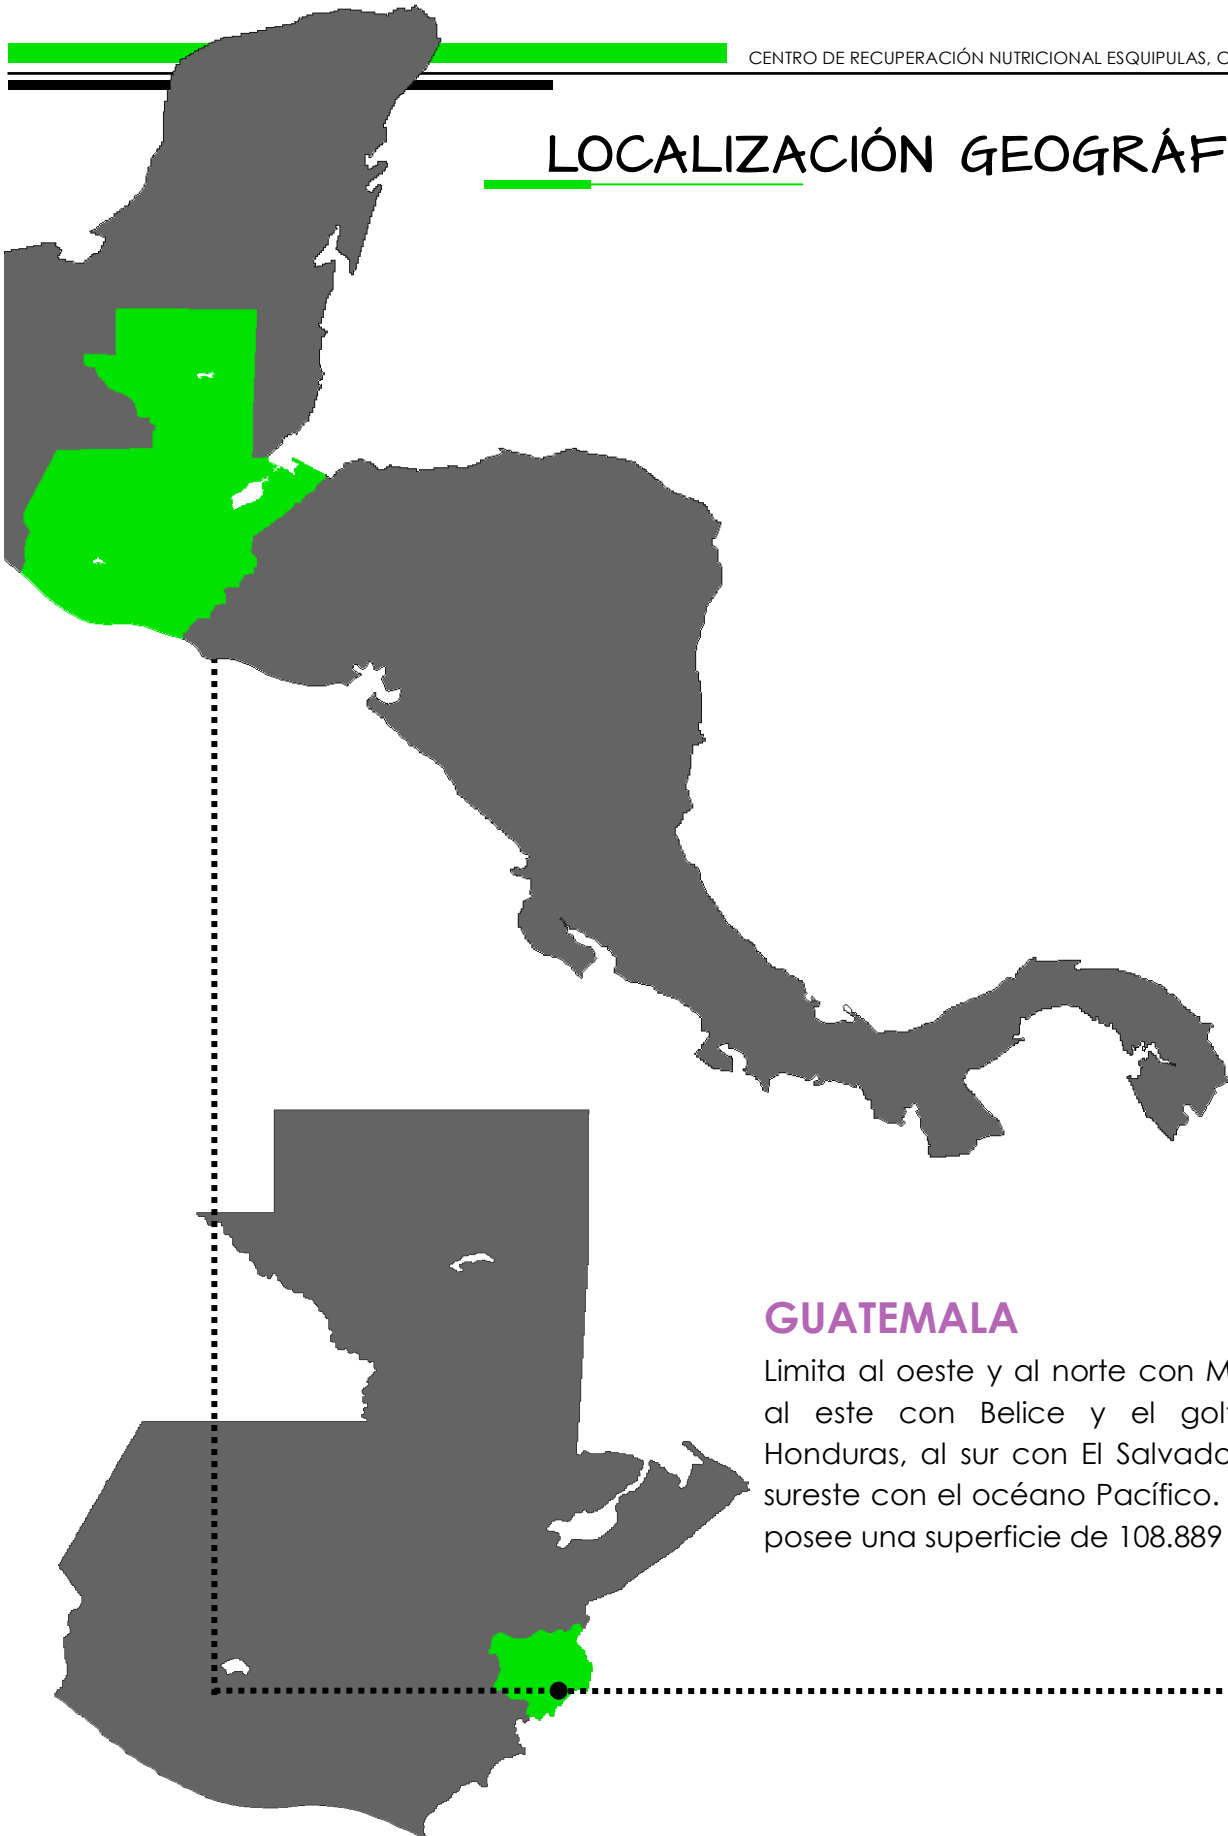 CENTRO DE RECUPERACIÓN NUTRICIONAL ESQUIPULAS, C
LOCALIZACIÓN GEOGRÁF
GUATEMALA
Limita al oeste y al norte con M
al este con Belice y el golf
Honduras, al sur con El Salvado
sureste con el océano Pacífico.
posee una superficie de 108.889